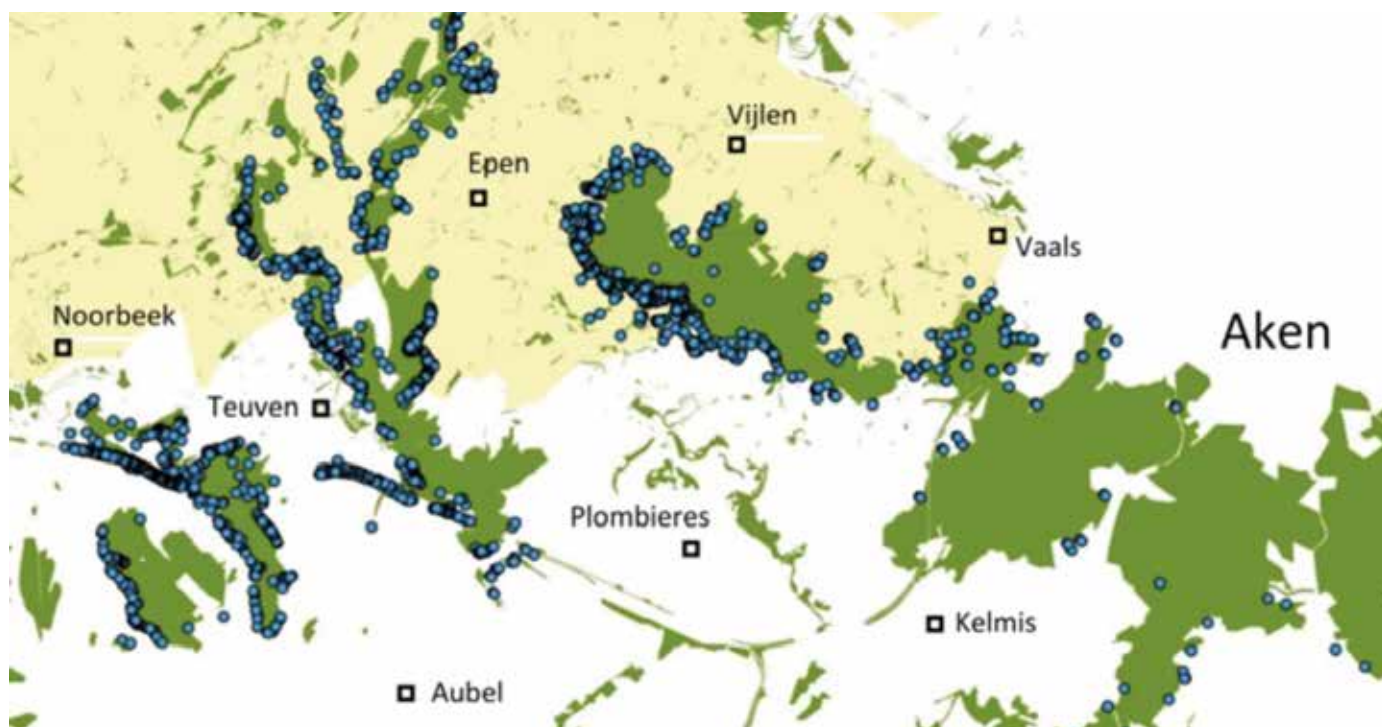 Vijlen
Epen
Vaals
Noorbeek
Aken
Teuven
Plombieres
Kelmis
Aubel